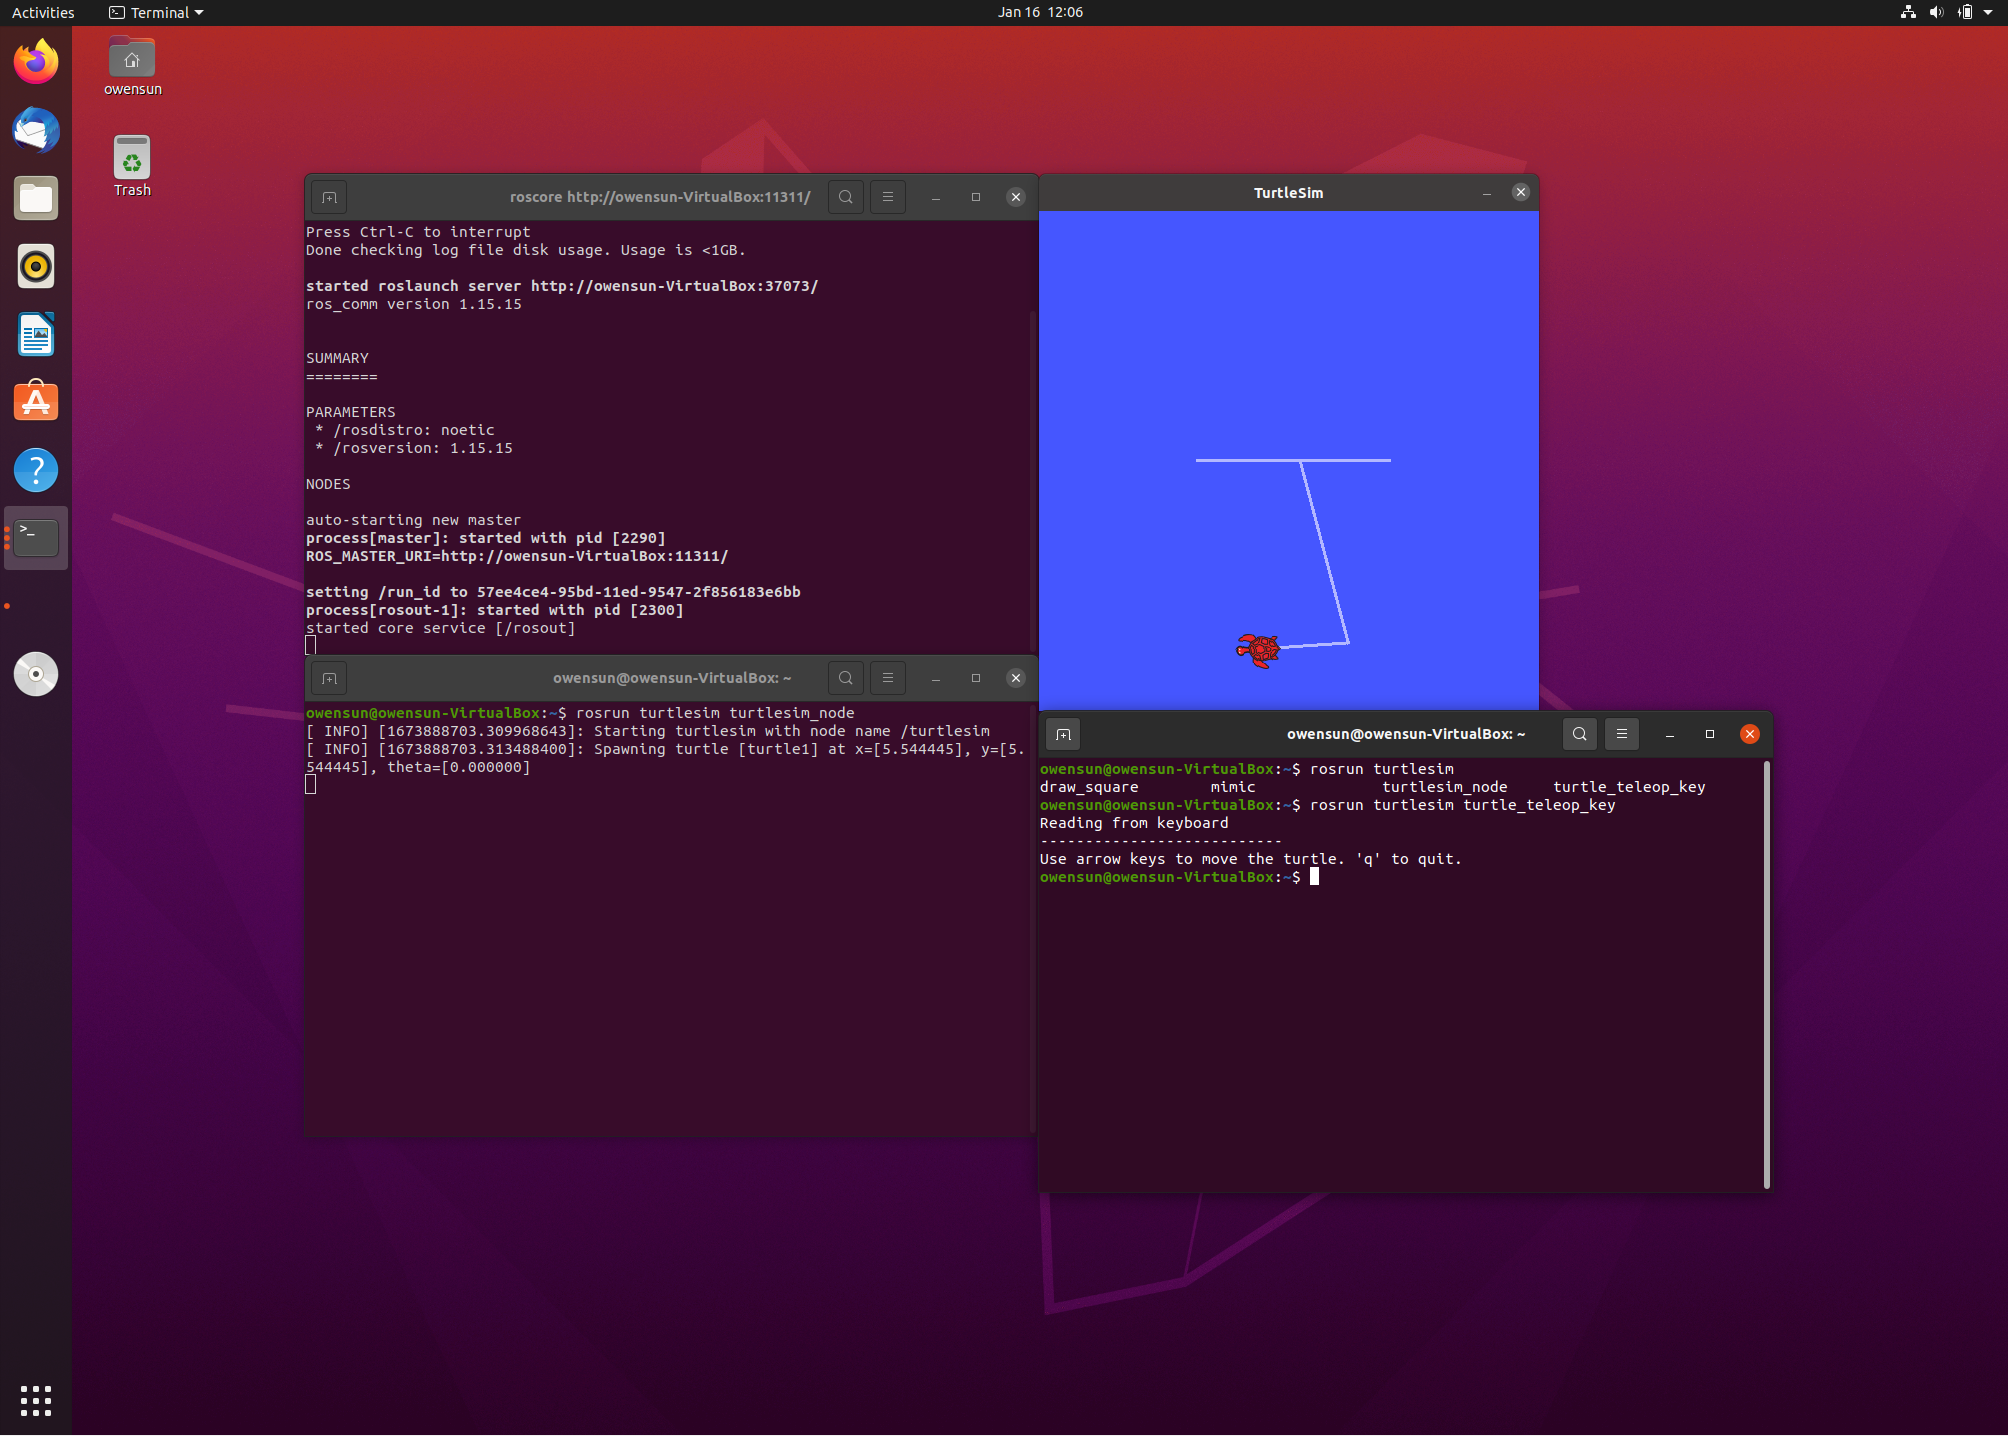 Activities
Terminal
Jan 16 12:06
owensun
Trash
roscore http://owensun-VirtualBox:11311/
Press Ctrl-C to interrupt
Done checking log file disk usage. Usage is <1GB.
started roslaunch server http://owensun-VirtualBox:37073/
ros_comm version 1.15.15
SUMMARY
========
PARAMETERS
* /rosdistro: noetic
* /rosversion: 1.15.15
NODES
auto-starting new master
process[master]: started with pid [2290]
ROS_MASTER_URI=http://owensun-VirtualBox:11311/
setting /run_id to 57ee4ce4-95bd-11ed-9547-2f856183e6bb
process[rosout-1]: started with pid [2300]
started core service [/rosout]
TurtleSim
owensun@owensun-VirtualBox: ~
owensun@owensun-VirtualBox:~$ rosrun turtlesim turtlesim_node
[ INFO] [1673888703.309968643]: Starting turtlesim with node name /turtlesim
[ INFO] [1673888703.313488400]: Spawning turtle [turtle1] at x=[5.544445], y=[5.
544445], theta=[0.000000]
owensun@owensun-VirtualBox: ~
owensun@owensun-VirtualBox:~$ rosrun turtlesim
draw_square mimic turtlesim_node turtle_teleop_key
owensun@owensun-VirtualBox:~$ rosrun turtlesim turtle_teleop_key
Reading from keyboard
---------------------------
Use arrow keys to move the turtle. 'q' to quit.
owensun@owensun-VirtualBox:~$